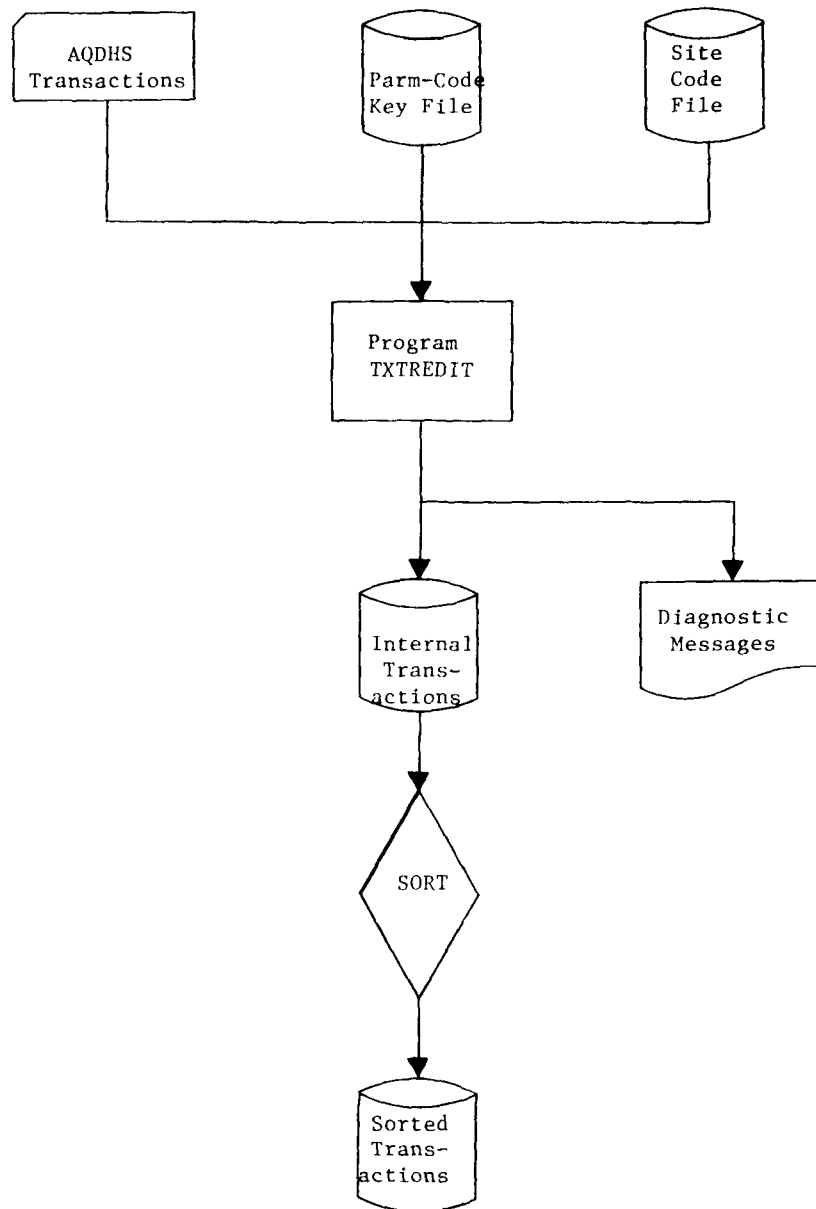 AQDHS
Transactions
Parm-Code
Key File
Site
Code
File
Program
TXTREDIT
Internal
Trans-
actions
Diagnostic
Messages
SORT
Sorted
Trans-
actions